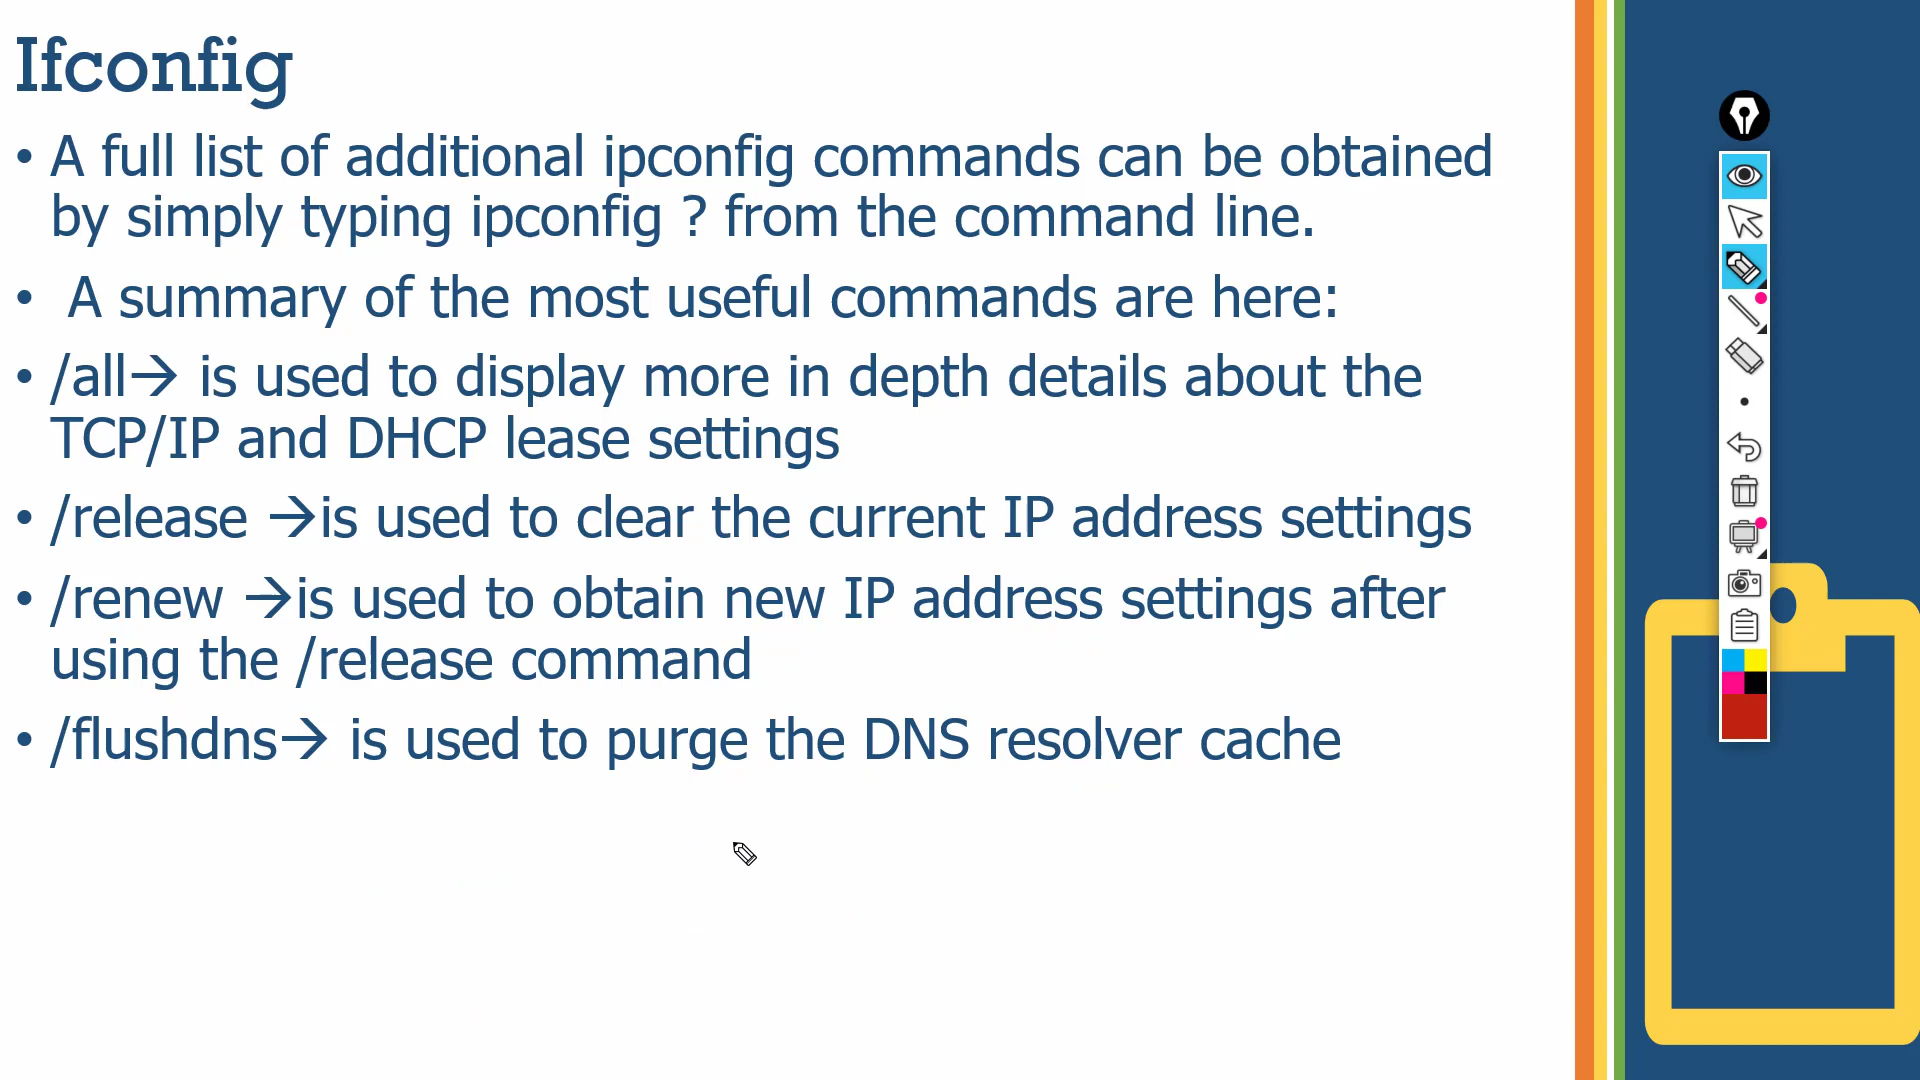 Ifconfig
• A full list of additional ipconfig commands can be obtained
by simply typing ipconfig ? from the command line.
• A summary of the most useful commands are here:
• /all→ is used to display more in depth details about the
TCP/IP and DHCP lease settings
• /release →is used to clear the current IP address settings
• /renew →is used to obtain new IP address settings after
using the /release command
• /flushdns→ is used to purge the DNS resolver cache